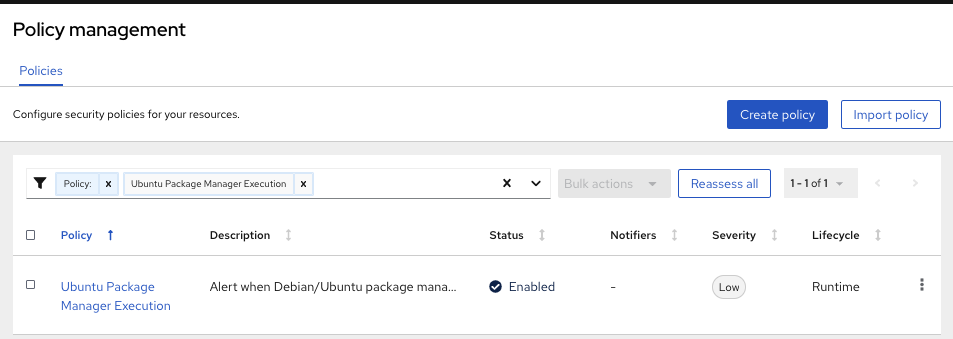 Policy management
Policies
Configure security policies for your resources.
Create policy
Import policy
Policy: x
Ubuntu Package Manager Execution x
Bulk actions
Reassess all
1 - 1 of 1
Policy Description Status Notifiers Severity Lifecycle
Ubuntu Package Manager Execution
Alert when Debian/Ubuntu package mana...
Enabled
-
Low
Runtime